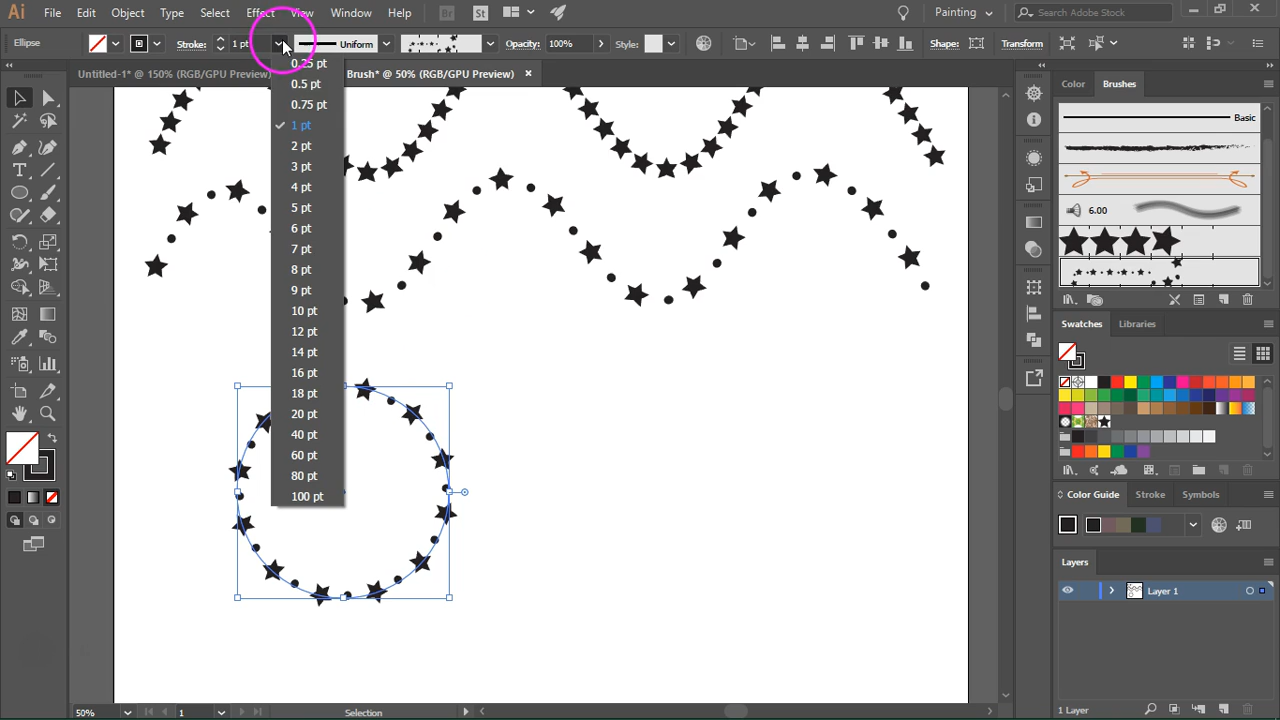 Ai File Edit Object Type Select Effect View Window Help Br St Painting Search Adobe Stock
Ellipse Stroke: 1 pt Uniform Opacity: 100% Style: Shape: Transform
Untitled-1* @ 150% (RGB/GPU Preview) Brush* @ 50% (RGB/GPU Preview) ×
0.25 pt
0.5 pt
0.75 pt
1 pt
2 pt
3 pt
4 pt
5 pt
6 pt
7 pt
8 pt
9 pt
10 pt
12 pt
14 pt
16 pt
18 pt
20 pt
40 pt
60 pt
80 pt
100 pt
Color Brushes
Basic
6.00
Swatches Libraries
Color Guide Stroke Symbols
Layers
Layer 1
1 Layer
50% 1 Selection